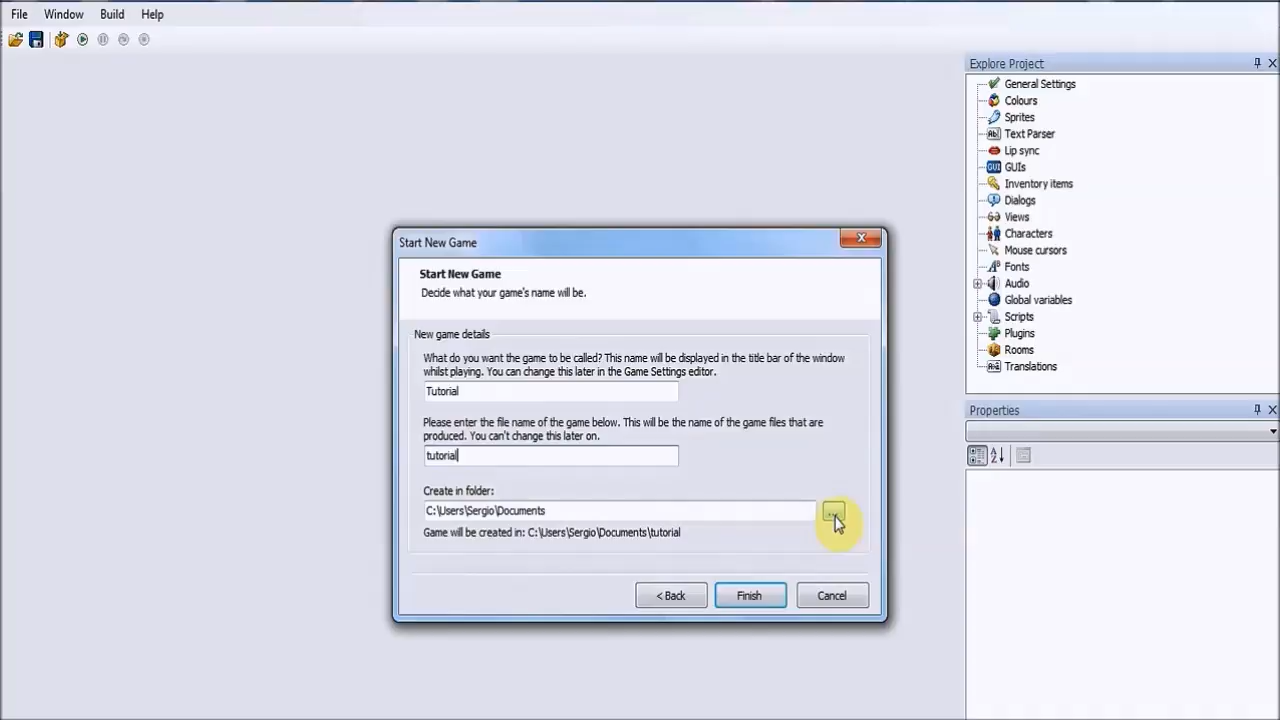 File Window Build Help
Explore Project
General Settings
Colours
Sprites
Ab Text Parser
Lip sync
GUI GUIs
Inventory items
Dialogs
Views
Characters
Mouse cursors
Fonts
Audio
Global variables
Scripts
Plugins
Rooms
Translations
Properties
Start New Game
Start New Game
Decide what your game's name will be.
New game details
What do you want the game to be called? This name will be displayed in the title bar of the window
whilst playing. You can change this later in the Game Settings editor.
Tutorial
Please enter the file name of the game below. This will be the name of the game files that are
produced. You can't change this later on.
tutorial
Create in folder:
C:\Users\Sergio\Documents
...
Game will be created in: C:\Users\Sergio\Documents\tutorial
< Back Finish Cancel